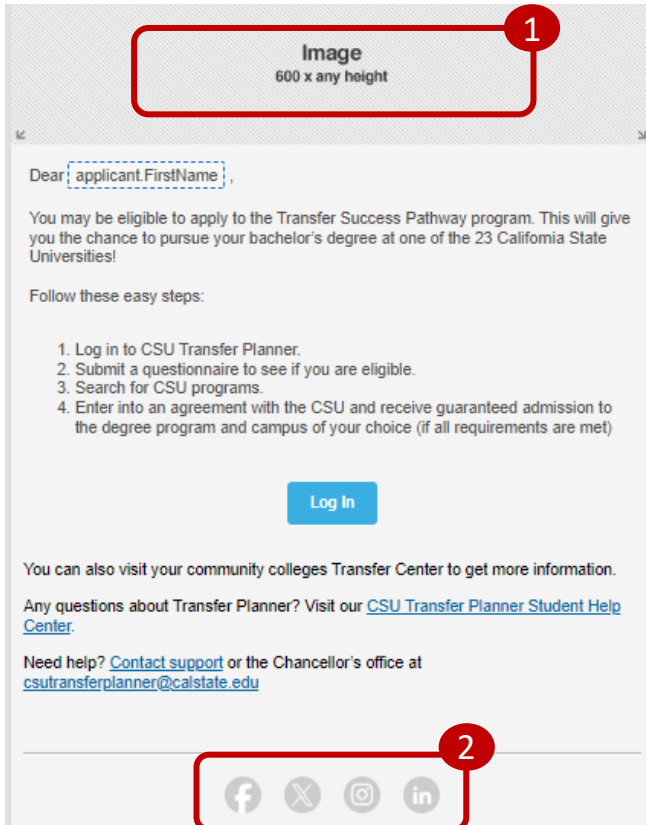 1
Image
600 x any height
Dear applicant.FirstName ,
You may be eligible to apply to the Transfer Success Pathway program. This will give
you the chance to pursue your bachelor’s degree at one of the 23 California State
Universities!
Follow these easy steps:
1. Log in to CSU Transfer Planner.
2. Submit a questionnaire to see if you are eligible.
3. Search for CSU programs.
4. Enter into an agreement with the CSU and receive guaranteed admission to
the degree program and campus of your choice (if all requirements are met)
Log In
You can also visit your community colleges Transfer Center to get more information.
Any questions about Transfer Planner? Visit our CSU Transfer Planner Student Help
Center.
Need help? Contact support or the Chancellor’s office at
csutransferplanner@calstate.edu
2